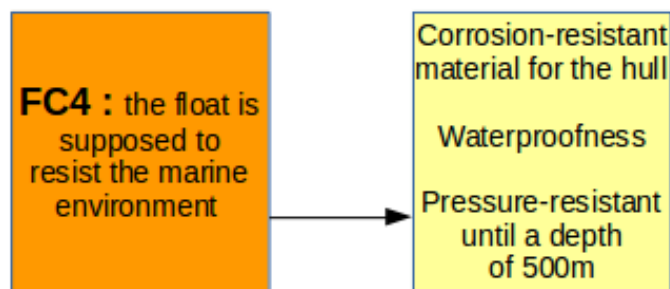 FC4 : the float is
supposed to
resist the marine
environment
Corrosion-resistant
material for the hull
Waterproofness
Pressure-resistant
until a depth
of 500m